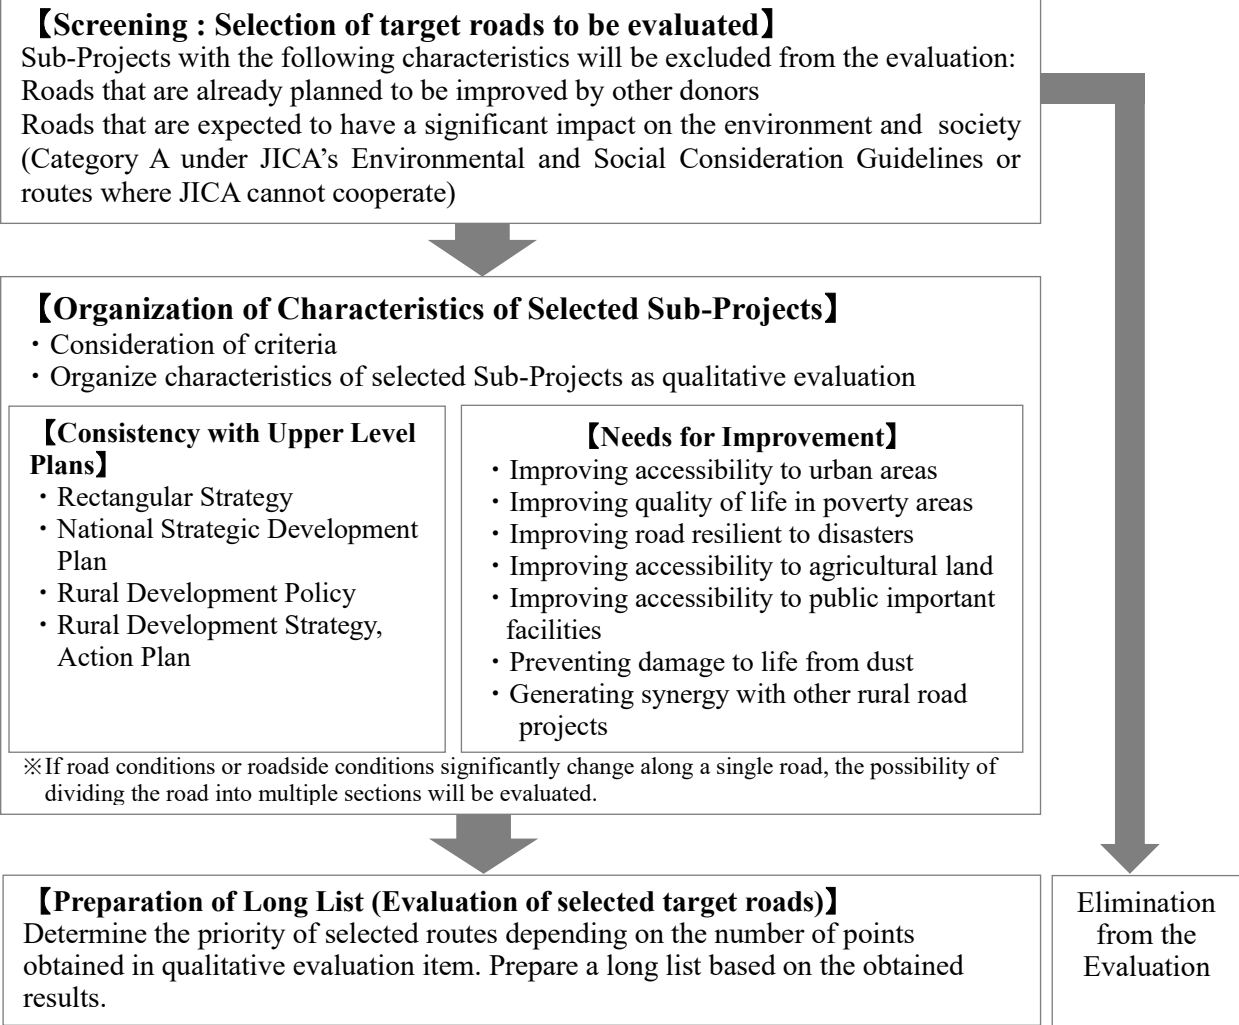 【Screening : Selection of target roads to be evaluated】
Sub-Projects with the following characteristics will be excluded from the evaluation:
Roads that are already planned to be improved by other donors
Roads that are expected to have a significant impact on the environment and society
(Category A under JICA’s Environmental and Social Consideration Guidelines or
routes where JICA cannot cooperate)
【Organization of Characteristics of Selected Sub-Projects】
・Consideration of criteria
・Organize characteristics of selected Sub-Projects as qualitative evaluation
【Consistency with Upper Level
Plans】
・Rectangular Strategy
・National Strategic Development
Plan
・Rural Development Policy
・Rural Development Strategy,
Action Plan
【Needs for Improvement】
・Improving accessibility to urban areas
・Improving quality of life in poverty areas
・Improving road resilient to disasters
・Improving accessibility to agricultural land
・Improving accessibility to public important
facilities
・Preventing damage to life from dust
・Generating synergy with other rural road
projects
※If road conditions or roadside conditions significantly change along a single road, the possibility of
dividing the road into multiple sections will be evaluated.
【Preparation of Long List (Evaluation of selected target roads)】
Determine the priority of selected routes depending on the number of points
obtained in qualitative evaluation item. Prepare a long list based on the obtained
results.
Elimination
from the
Evaluation